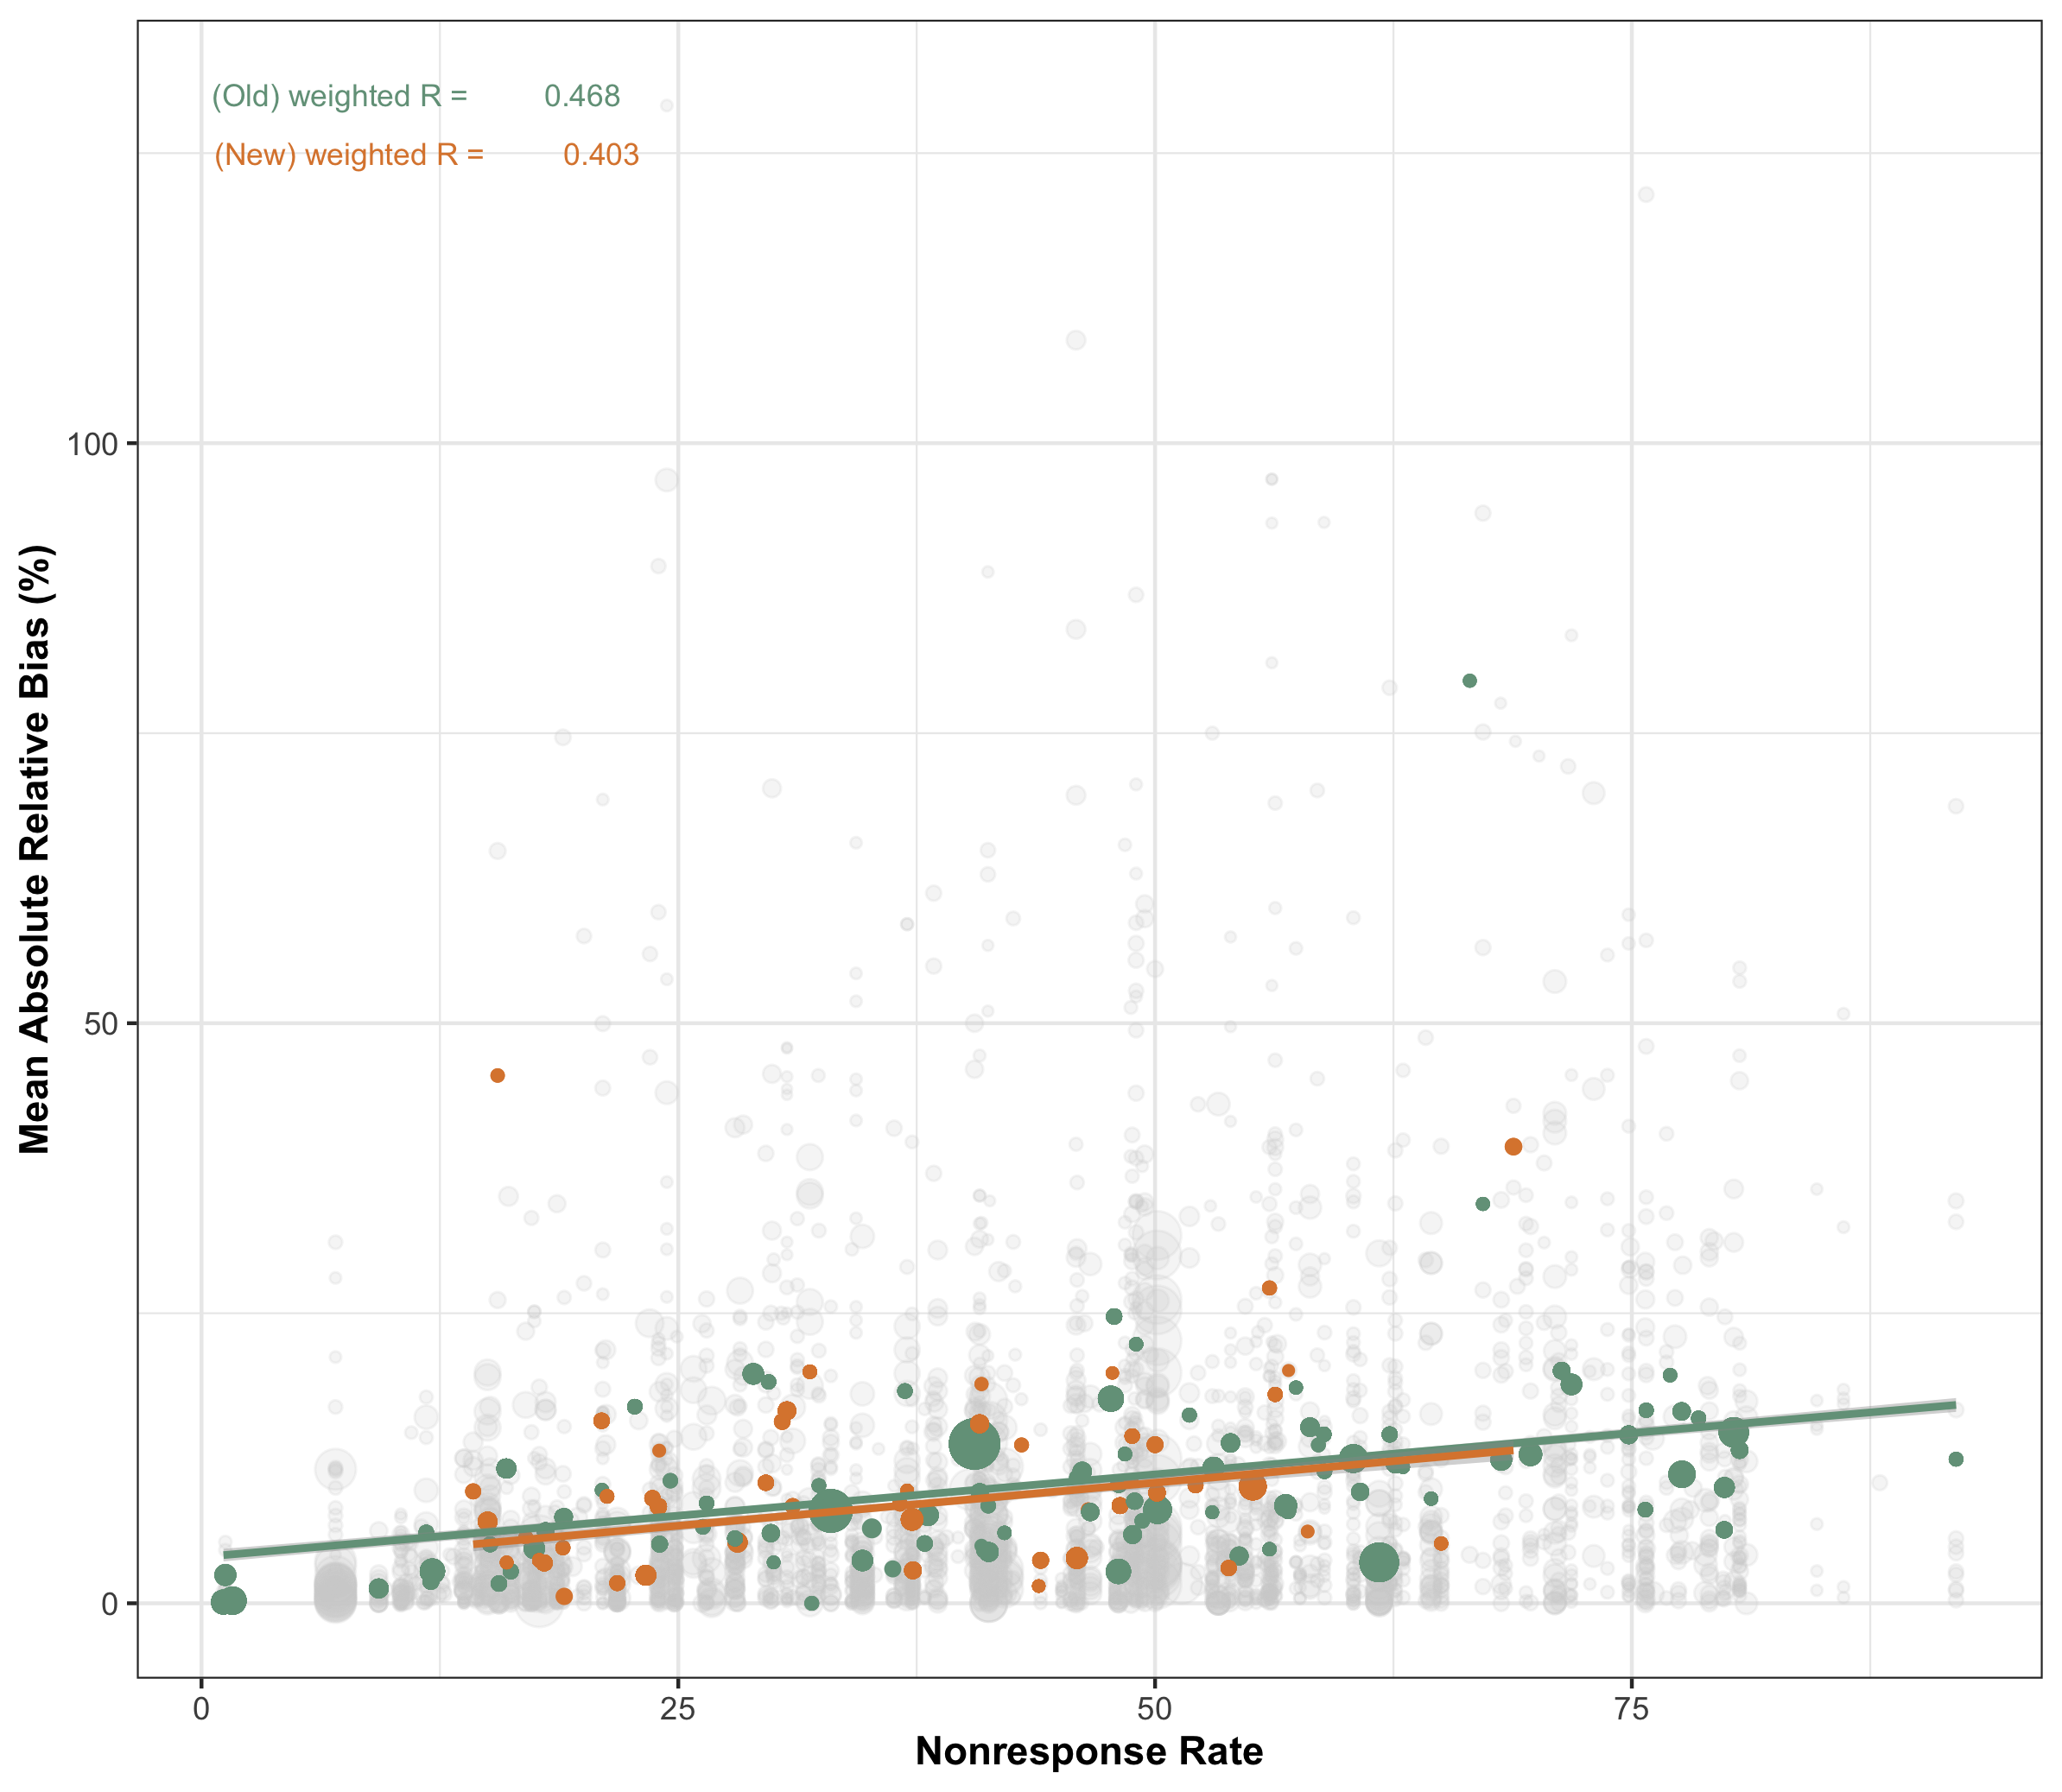 (Old) weighted R = 0.468
(New) weighted R = 0.403
100
50
0
Mean Absolute Relative Bias (%)
0 25 50 75
Nonresponse Rate